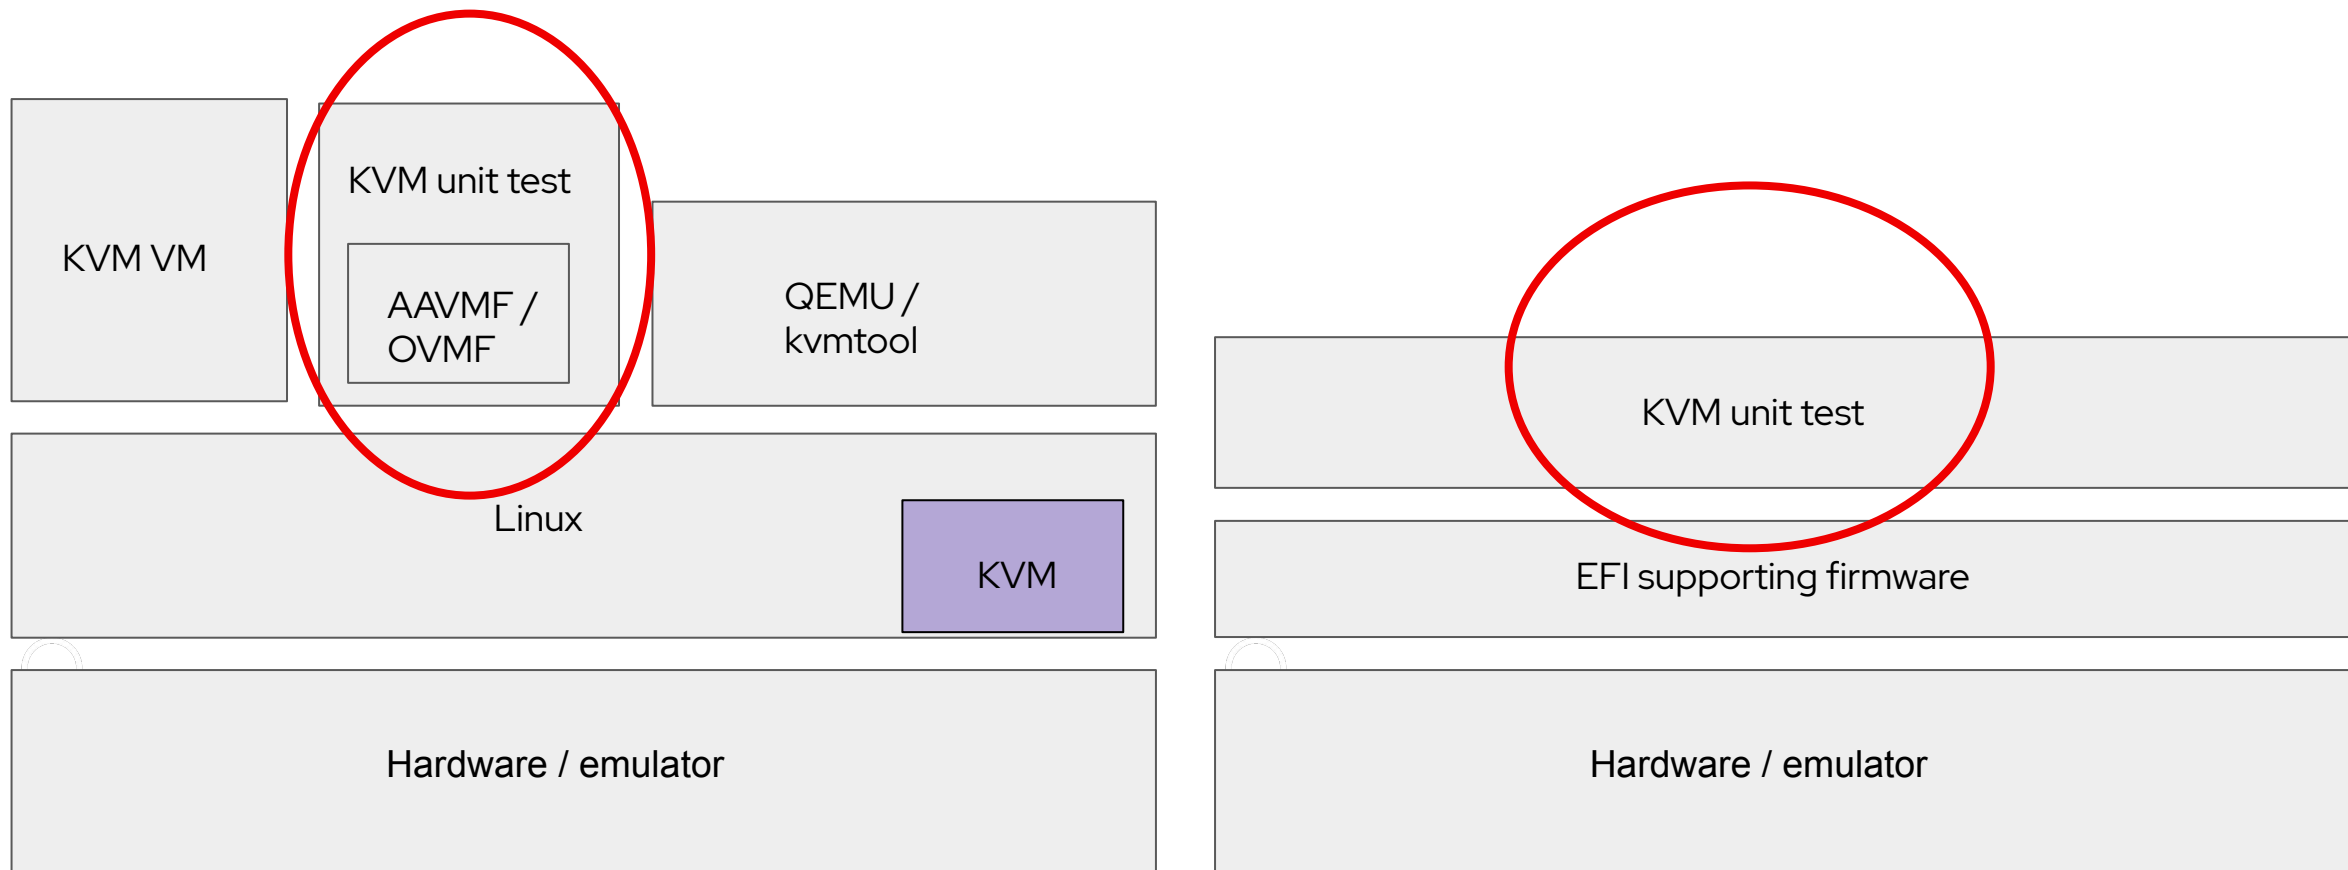 KVM VM
KVM unit test
AAVMF /
OVMF
QEMU /
kvmtool
Linux
KVM
Hardware / emulator
KVM unit test
EFI supporting firmware
Hardware / emulator